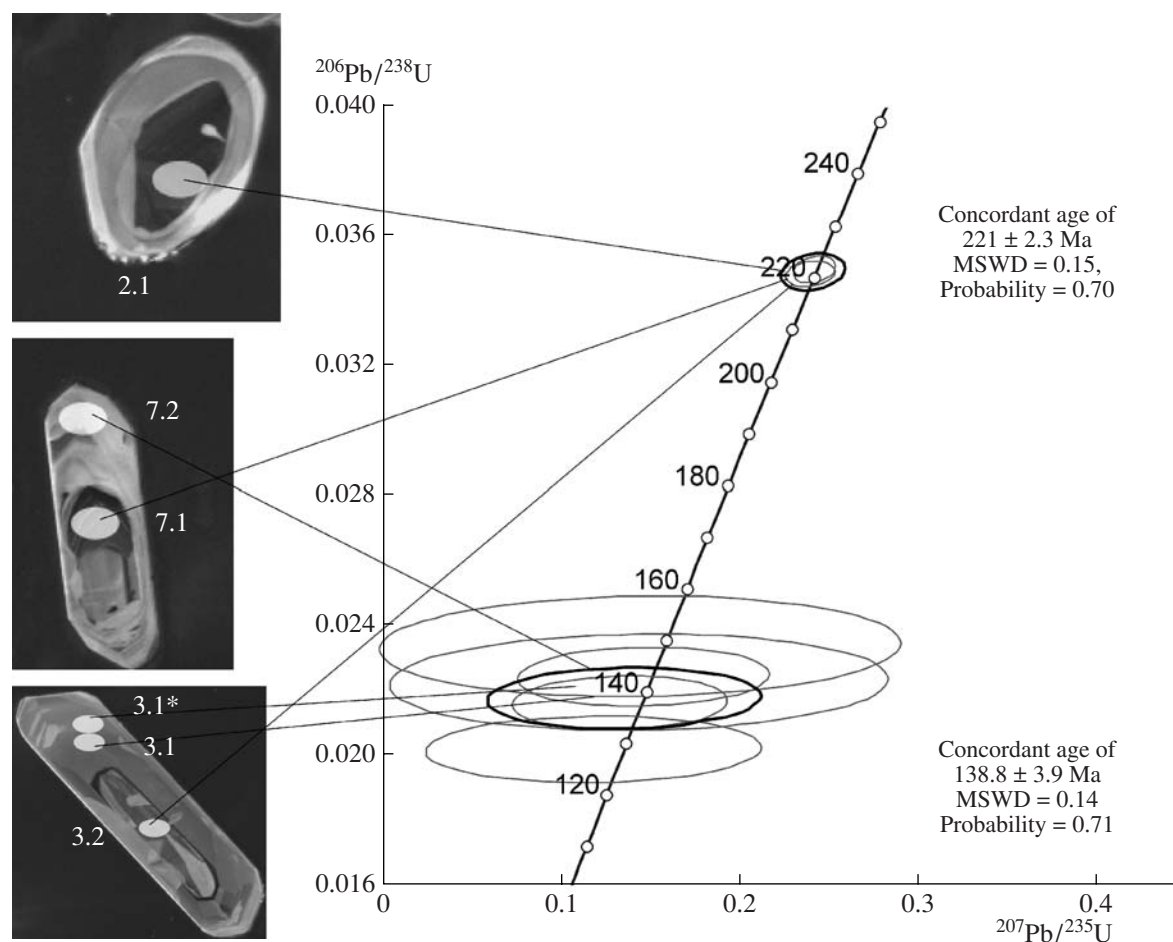 2.1
7.2
7.1
3.1*
3.1
3.2
²⁰⁶Pb/²³⁸U
0.040
0.036
0.032
0.028
0.024
0.020
0.016
0
0.1
0.2
0.3
0.4
²⁰⁷Pb/²³⁵U
240
220
200
180
160
140
120
Concordant age of
221 ± 2.3 Ma
MSWD = 0.15,
Probability = 0.70
Concordant age of
138.8 ± 3.9 Ma
MSWD = 0.14
Probability = 0.71